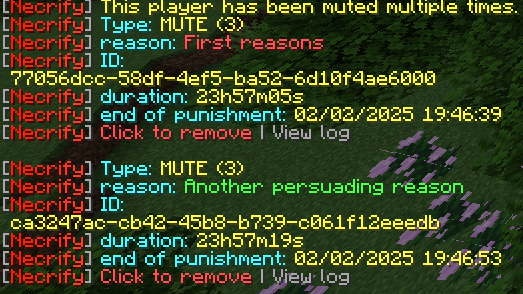 [Necrify] This player has been muted multiple times.
[Necrify] Type: MUTE (3)
[Necrify] reason: First reasons
[Necrify] ID:
77056dcc-58df-4ef5-ba52-6d10f4ae6000
[Necrify] duration: 23h57m05s
[Necrify] end of punishment: 02/02/2025 19:46:39
[Necrify] Click to remove | View log
[Necrify] Type: MUTE (3)
[Necrify] reason: Another persuading reason
[Necrify] ID:
ca3247ac-cb42-45b8-b739-c061f12eeedb
[Necrify] duration: 23h57m19s
[Necrify] end of punishment: 02/02/2025 19:46:53
[Necrify] Click to remove | View log